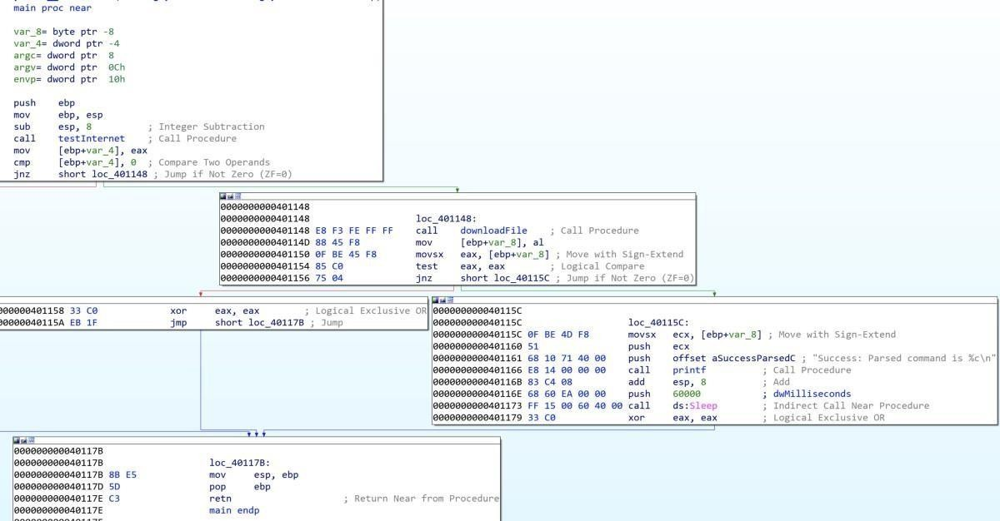 main proc near
var_8= byte ptr -8
var_4= dword ptr -4
argc= dword ptr  8
argv= dword ptr  0Ch
envp= dword ptr  10h
push    ebp
mov     ebp, esp
sub     esp, 8          ; Integer Subtraction
call    testInternet    ; Call Procedure
mov     [ebp+var_4], eax
cmp     [ebp+var_4], 0  ; Compare Two Operands
jnz     short loc_401148 ; Jump if Not Zero (ZF=0)
0000000000401148
0000000000401148                   loc_401148:
0000000000401148 E8 F3 FE FF FF    call    downloadFile    ; Call Procedure
000000000040114D 88 45 F8          mov     [ebp+var_8], al
0000000000401150 0F BE 45 F8       movsx   eax, [ebp+var_8] ; Move with Sign-Extend
0000000000401154 85 C0             test    eax, eax        ; Logical Compare
0000000000401156 75 04             jnz     short loc_40115C ; Jump if Not Zero (ZF=0)
000000401158 33 C0             xor     eax, eax        ; Logical Exclusive OR
00000040115A EB 1F             jmp     short loc_40117B ; Jump
000000000040115C
000000000040115C                   loc_40115C:
000000000040115C 0F BE 4D F8       movsx   ecx, [ebp+var_8] ; Move with Sign-Extend
0000000000401160 51                push    ecx
0000000000401161 68 10 71 40 00    push    offset aSuccessParsedC ; "Success: Parsed command is %c\n"
0000000000401166 E8 14 00 00 00    call    printf          ; Call Procedure
000000000040116B 83 C4 08          add     esp, 8          ; Add
000000000040116E 68 60 EA 00 00    push    60000           ; dwMilliseconds
0000000000401173 FF 15 00 60 40 00 call    ds:Sleep        ; Indirect Call Near Procedure
0000000000401179 33 C0             xor     eax, eax        ; Logical Exclusive OR
000000000040117B
000000000040117B                   loc_40117B:
000000000040117B 8B E5             mov     esp, ebp
000000000040117D 5D                pop     ebp
000000000040117E C3                retn                    ; Return Near from Procedure
000000000040117E                   main endp